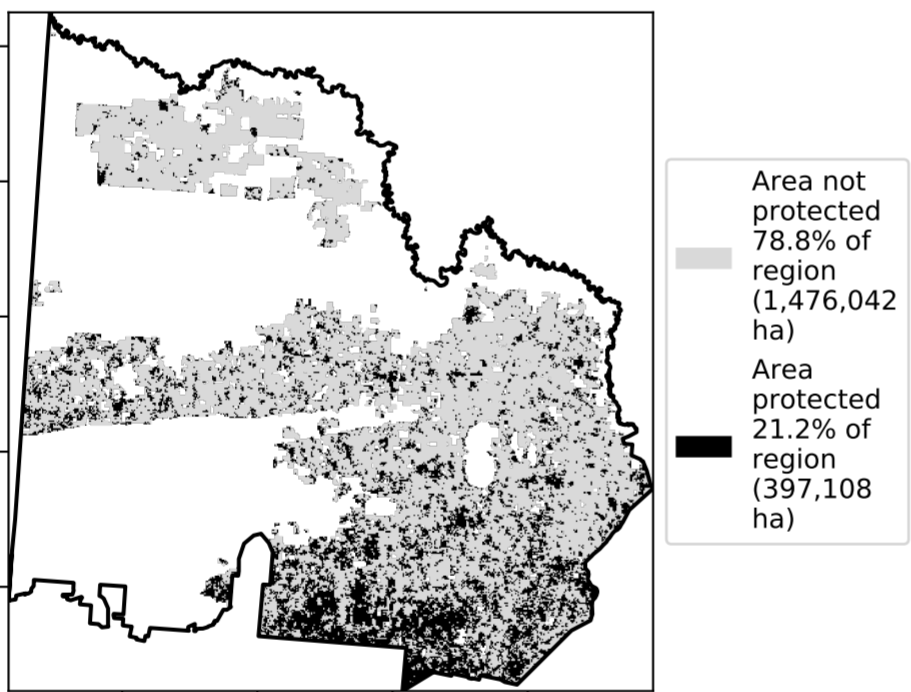 Area not
protected
78.8% of
region
(1,476,042
ha)
Area
protected
21.2% of
region
(397,108
ha)